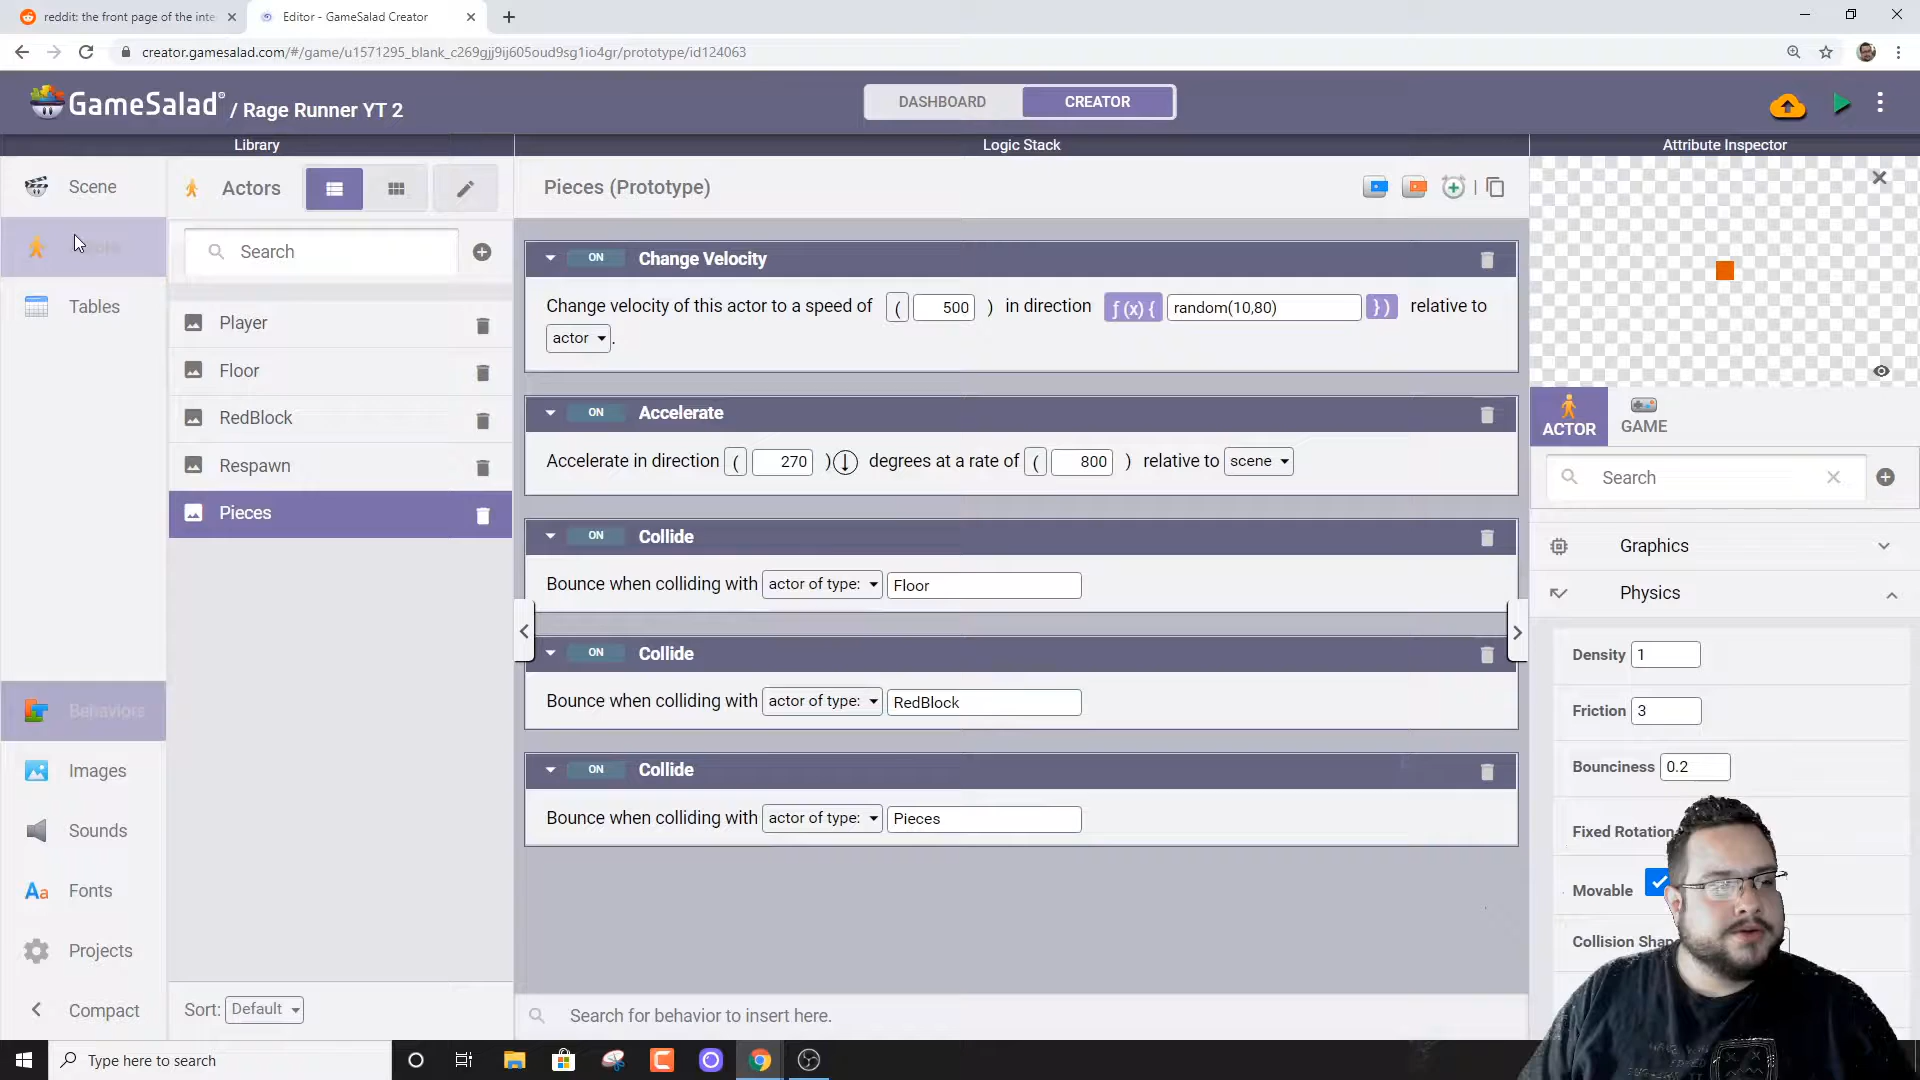 reddit: the front page of the inte
Editor - GameSalad Creator
creator.gamesalad.com/#/game/u1571295_blank_c269gjj9ij605oud9sg1io4gr/prototype/id124063
GameSalad / Rage Runner YT 2
DASHBOARD
CREATOR
Library
Logic Stack
Attribute Inspector
Scene
Actors
Pieces (Prototype)
Search
Tables
Player
Floor
RedBlock
Respawn
Pieces
ON Change Velocity
Change velocity of this actor to a speed of ( 500 ) in direction ƒ(x) { random(10,80) } ) relative to
actor .
ON Accelerate
Accelerate in direction ( 270 ) degrees at a rate of ( 800 ) relative to scene
ON Collide
Bounce when colliding with actor of type: Floor
ON Collide
Bounce when colliding with actor of type: RedBlock
ON Collide
Bounce when colliding with actor of type: Pieces
ACTOR
GAME
Search
Graphics
Physics
Density 1
Friction 3
Bounciness 0.2
Fixed Rotation
Movable
Collision Shap
Behaviors
Images
Sounds
Fonts
Projects
Compact
Sort: Default
Search for behavior to insert here.
Type here to search